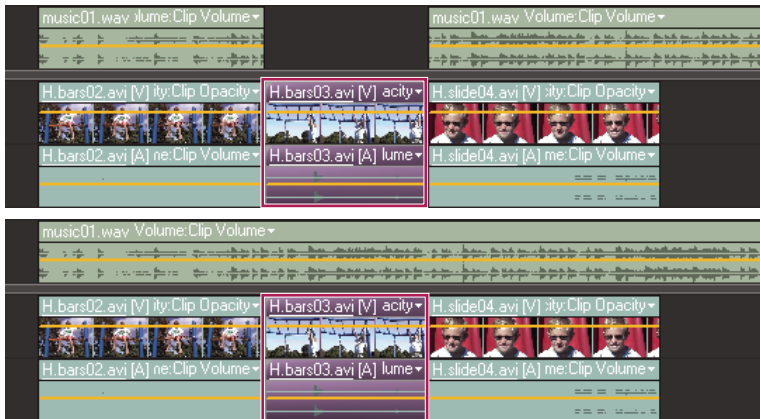 music01.wav olume:Clip Volume
music01.wav Volume:Clip Volume
H.bars02.avi [V] ity:Clip Opacity
H.bars03.avi [V] acity
H.slide04.avi [V] :ity:Clip Opacity
H.bars02.avi [A] ne:Clip Volume
H.bars03.avi [A] lume
H.slide04.avi [A] me:Clip Volume
music01.wav Volume:Clip Volume
H.bars02.avi [V] ity:Clip Opacity
H.bars03.avi [V] acity
H.slide04.avi [V] :ity:Clip Opacity
H.bars02.avi [A] ne:Clip Volume
H.bars03.avi [A] lume
H.slide04.avi [A] me:Clip Volume